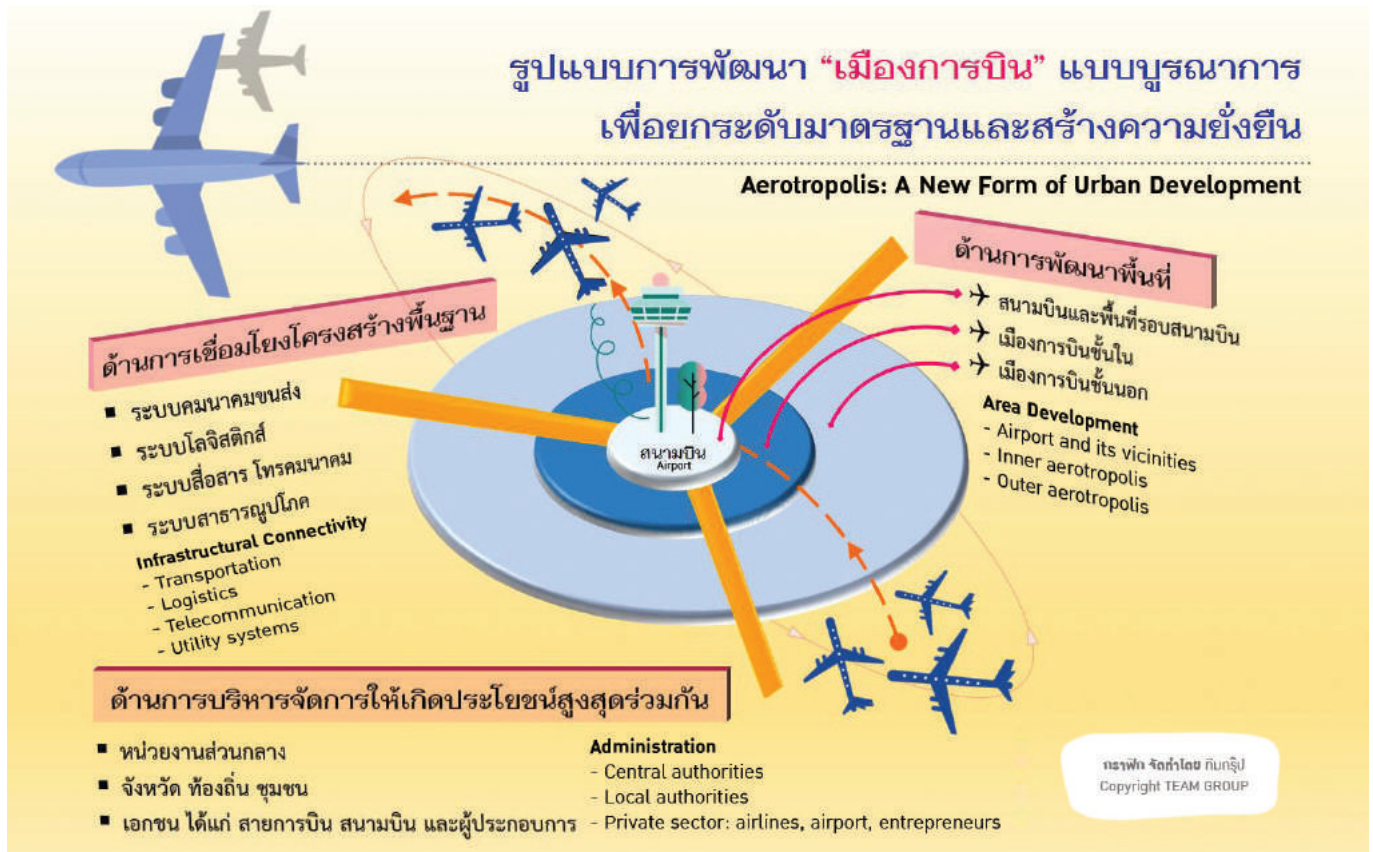 รูปแบบการพัฒนา “เมืองการบิน” แบบบูรณาการ
เพื่อยกระดับมาตรฐานและสร้างความยั่งยืน
Aerotropolis: A New Form of Urban Development
ด้านการพัฒนาพื้นที่
สนามบินและพื้นที่รอบสนามบิน
เมืองการบินชั้นใน
เมืองการบินชั้นนอก
Area Development
- Airport and its vicinities
- Inner aerotropolis
- Outer aerotropolis
ด้านการเชื่อมโยงโครงสร้างพื้นฐาน
■ ระบบคมนาคมขนส่ง
■ ระบบโลจิสติกส์
■ ระบบสื่อสาร โทรคมนาคม
■ ระบบสาธารณูปโภค
Infrastructural Connectivity
- Transportation
- Logistics
- Telecommunication
- Utility systems
สนามบิน
Airport
ด้านการบริหารจัดการให้เกิดประโยชน์สูงสุดร่วมกัน
■ หน่วยงานส่วนกลาง
■ จังหวัด ท้องถิ่น ชุมชน
■ เอกชน ได้แก่ สายการบิน สนามบิน และผู้ประกอบการ
Administration
- Central authorities
- Local authorities
- Private sector: airlines, airport, entrepreneurs
กราฟิก จัดทำโดย ทีมกรุ๊ป
Copyright TEAM GROUP